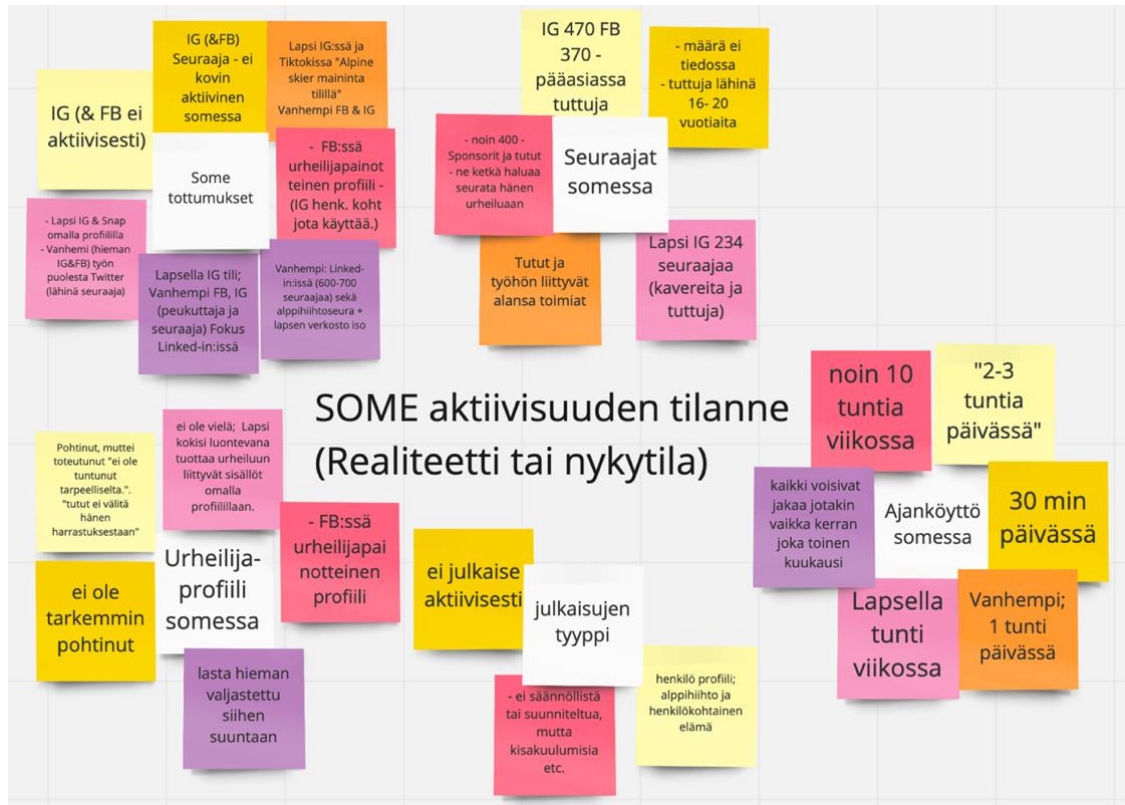 IG (& FB ei
aktiivisesti)
IG (&FB)
Seuraaja - ei
kovin
aktiivinen
somessa
Lapsi IG:ssä ja
Tiktokissa "Alpine
skier maininta
tilillä"
Vanhempi FB & IG
Some
tottumukset
- FB:ssä
urheilijapainot
teinen profiili -
(IG henk. koht
jota käyttää.)
- Lapsi IG & Snap
omalla profiililla
- Vanhemi (hieman
IG&FB) työn
puolesta Twitter
(lähinä seuraaja)
Lapsella IG tili;
Vanhempi FB, IG
(peukuttaja ja
seuraaja) Fokus
Linked-in:issä
Vanhempi: Linked-
in:issä (600-700
seuraajaa) sekä
alppihiihtoseura +
lapsen verkosto iso
IG 470 FB
370 -
pääasiassa
tuttuja
- määrä ei
tiedossa
- tuttuja lähinä
16- 20
vuotiaita
- noin 400 -
Sponsorit ja tutut
- ne ketkä haluaa
seurata hänen
urheiluaan
Seuraajat
somessa
Tutut ja
työhön liittyvät
alansa toimiat
Lapsi IG 234
seuraajaa
(kavereita ja
tuttuja)
SOME aktiivisuuden tilanne
(Realiteetti tai nykytila)
Pohtinut, muttei
toteutunut "ei ole
tuntunut
tarpeelliselta.".
"tutut ei välitä
hänen
harrastuksestaan"
ei ole vielä; Lapsi
kokisi luontevana
tuottaa urheiluun
liittyvät sisällöt
omalla
profiilillaan.
- FB:ssä
urheilijapai
notteinen
profiili
Urheilija-
profiili
somessa
ei ole
tarkemmin
pohtinut
lasta hieman
valjastettu
siihen
suuntaan
ei julkaise
aktiivisesti
julkaisujen
tyyppi
- ei säännöllistä
tai suunniteltua,
mutta
kisakuulumisia
etc.
henkilö profiili;
alppihiihto ja
henkilökohtainen
elämä
noin 10
tuntia
viikossa
"2-3
tuntia
päivässä"
kaikki voisivat
jakaa jotakin
vaikka kerran
joka toinen
kuukausi
Ajanköyttö
somessa
30 min
päivässä
Lapsella
tunti
viikossa
Vanhempi;
1 tunti
päivässä